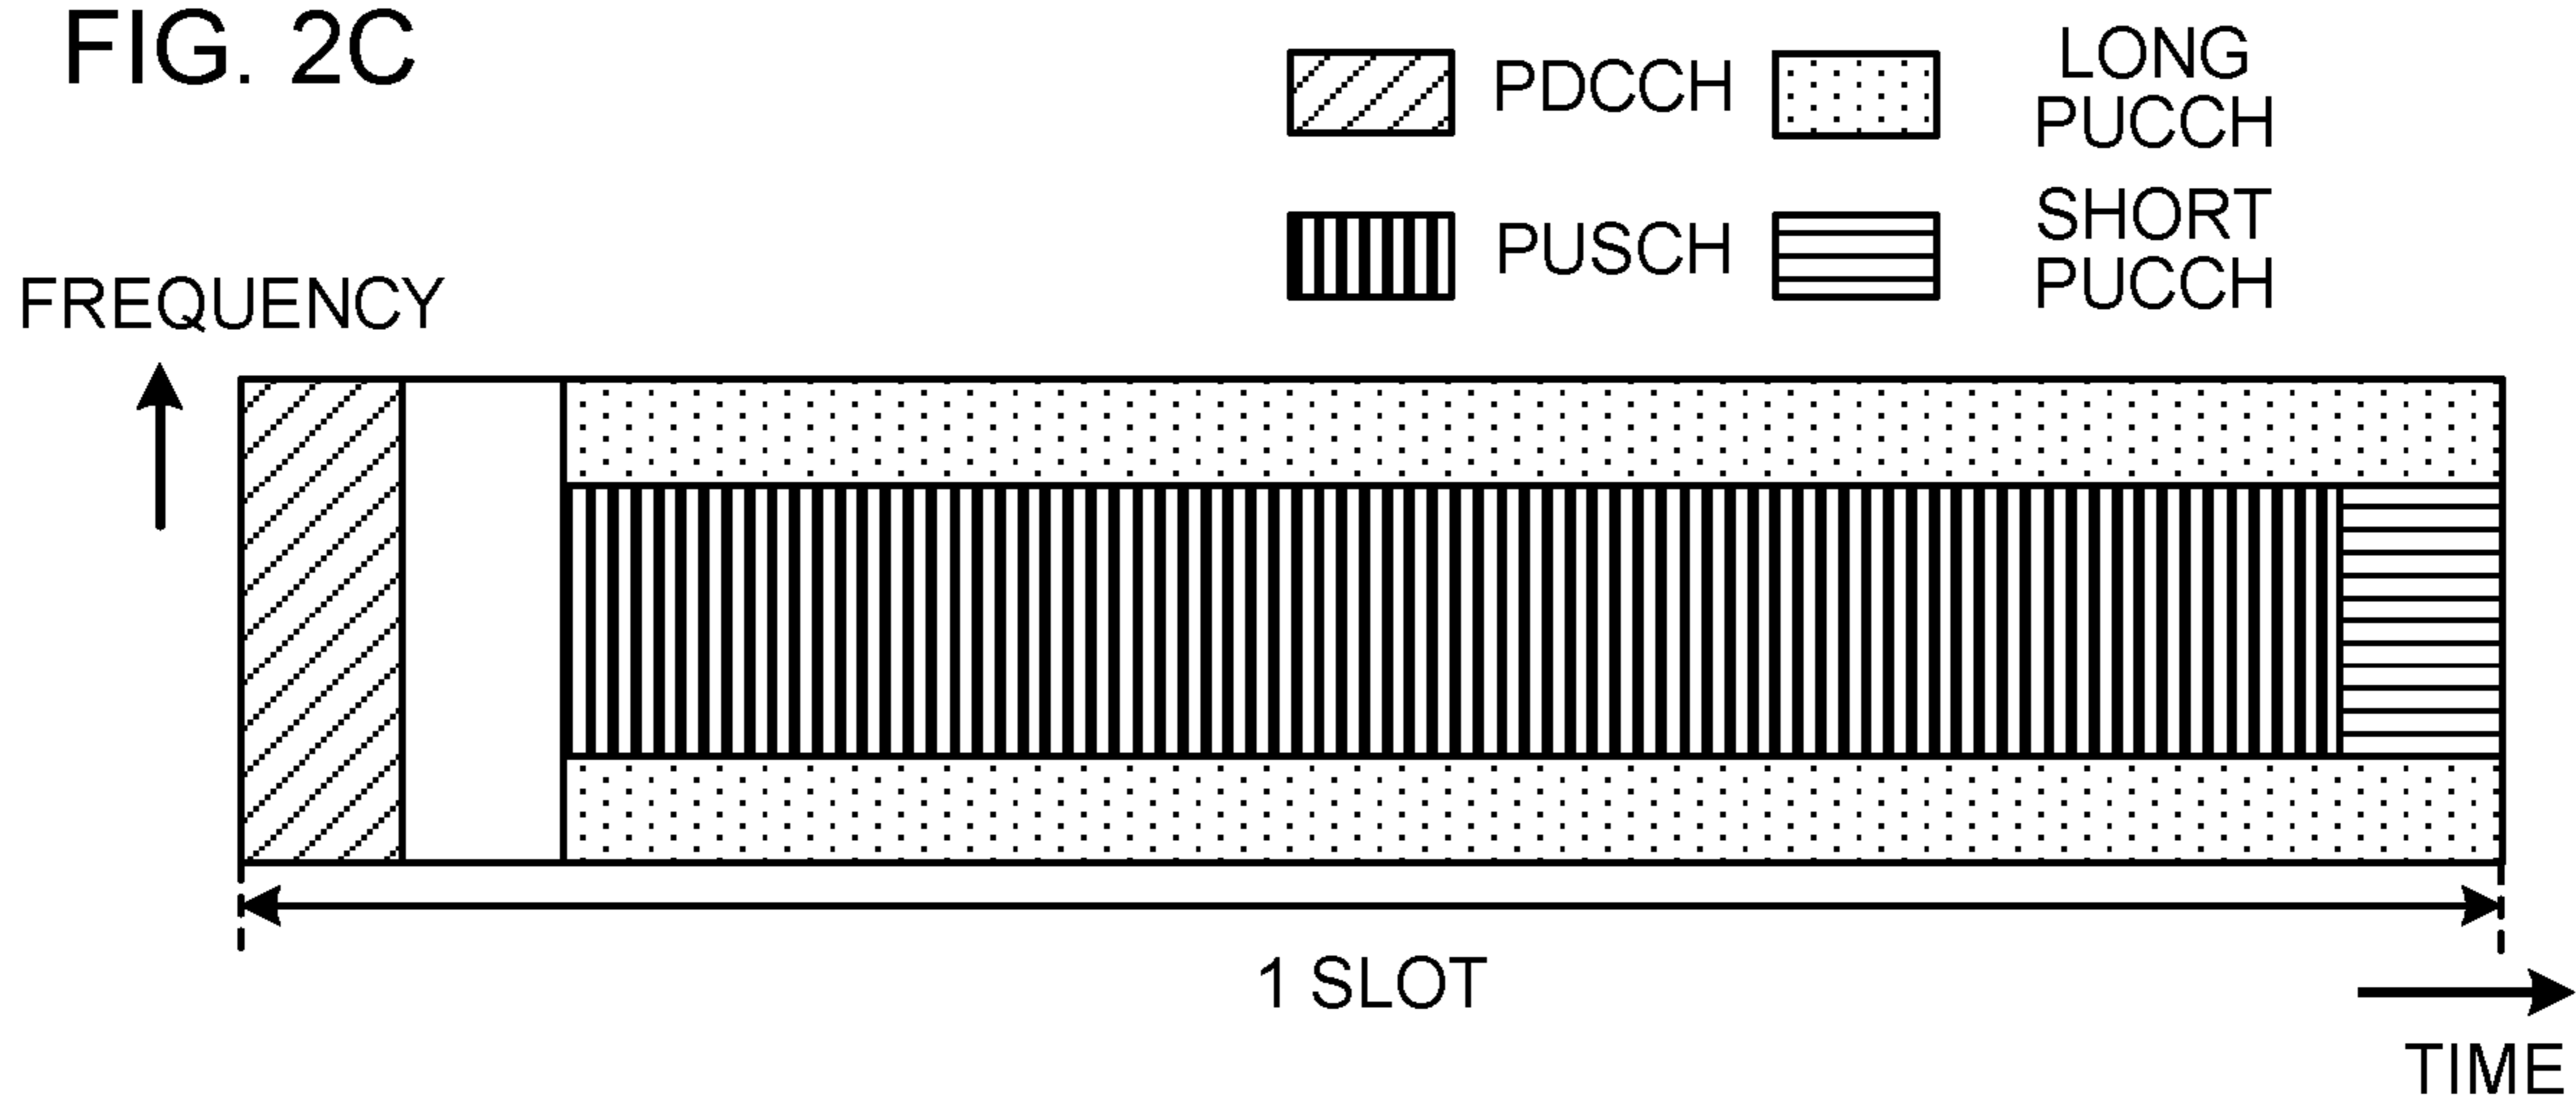 FIG. 2C
PDCCH
LONG
PUCCH
PUSCH
SHORT
PUCCH
FREQUENCY
1 SLOT
TIME